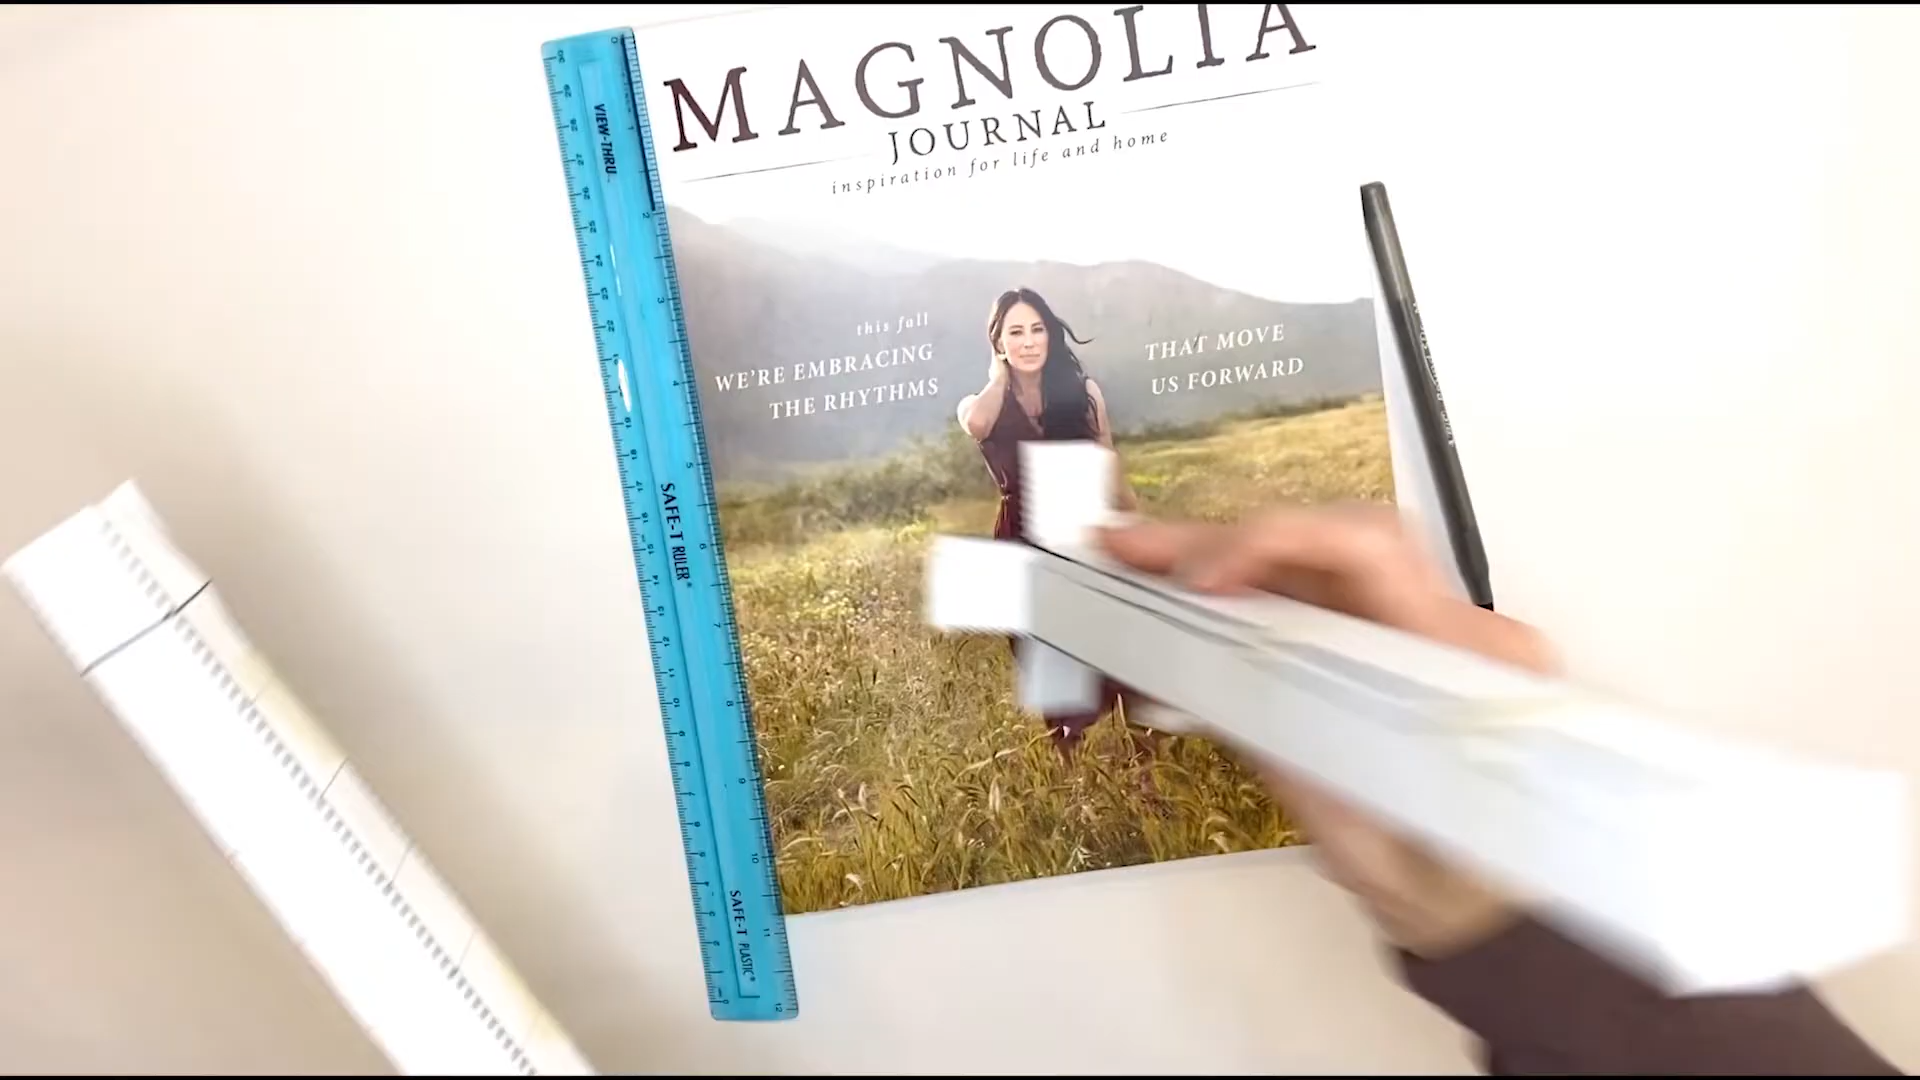 MAGNOLIA
JOURNAL
inspiration for life and home
this fall
WE'RE EMBRACING
THE RHYTHMS
THAT MOVE
US FORWARD
VIEW-THRU
SAFE-T RULER®
SAFE-T PLASTIC®